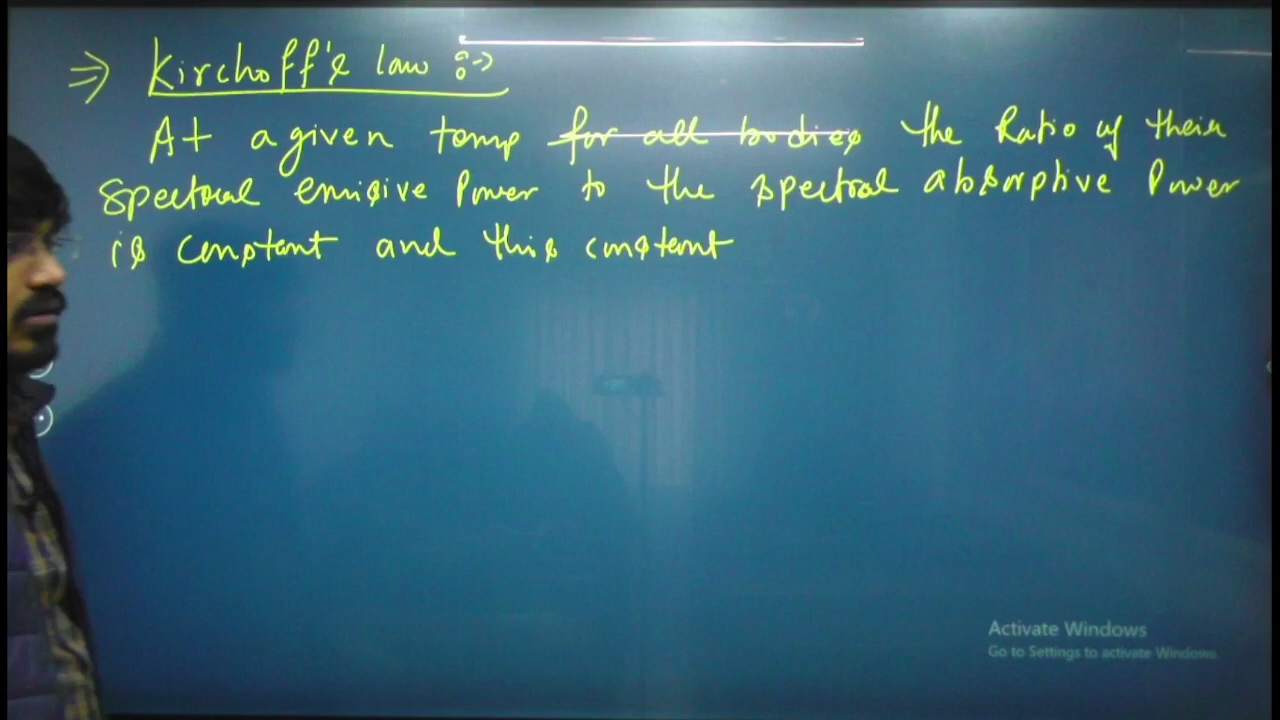 ⇒ Kirchoff's law :->
At a given temp for all bodies the Ratio of their
spectral emisive Power to the spectral absorptive Power
is constant and this constant
Activate Windows
Go to Settings to activate Windows.